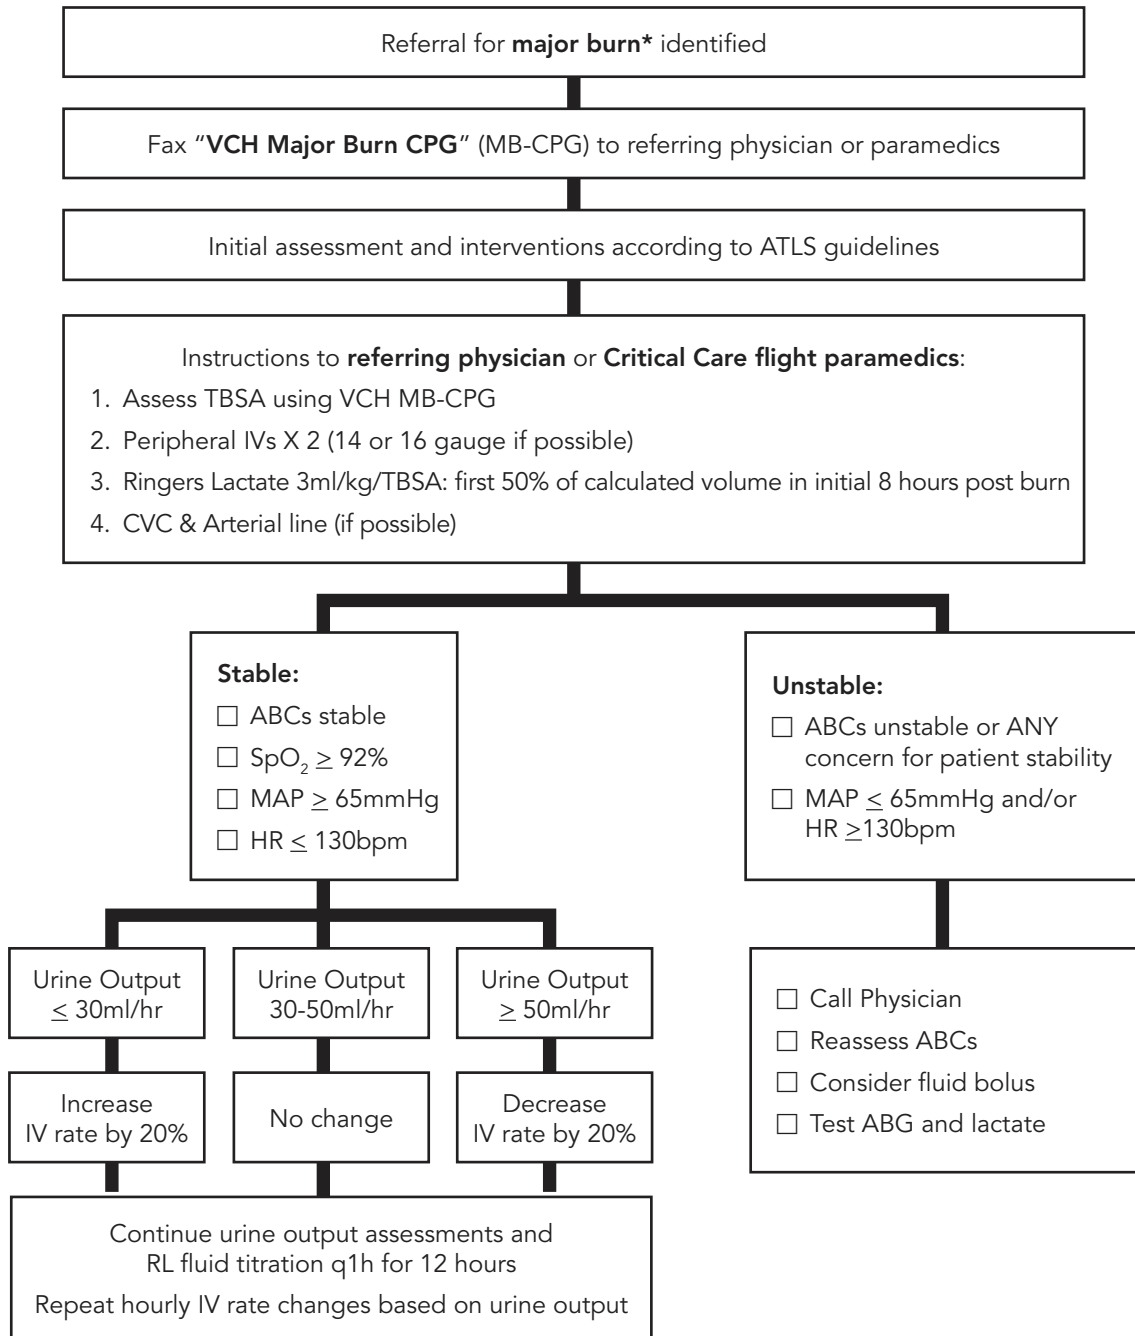 Referral for major burn* identified
Fax “VCH Major Burn CPG” (MB-CPG) to referring physician or paramedics
Initial assessment and interventions according to ATLS guidelines
Instructions to referring physician or Critical Care flight paramedics:
1. Assess TBSA using VCH MB-CPG
2. Peripheral IVs X 2 (14 or 16 gauge if possible)
3. Ringers Lactate 3ml/kg/TBSA: first 50% of calculated volume in initial 8 hours post burn
4. CVC & Arterial line (if possible)
Stable:
☐ ABCs stable
☐ SpO₂ ≥ 92%
☐ MAP ≥ 65mmHg
☐ HR ≤ 130bpm
Unstable:
☐ ABCs unstable or ANY
concern for patient stability
☐ MAP ≤ 65mmHg and/or
HR ≥130bpm
Urine Output
≤ 30ml/hr
Urine Output
30-50ml/hr
Urine Output
≥ 50ml/hr
Increase
IV rate by 20%
No change
Decrease
IV rate by 20%
Continue urine output assessments and
RL fluid titration q1h for 12 hours
Repeat hourly IV rate changes based on urine output
☐ Call Physician
☐ Reassess ABCs
☐ Consider fluid bolus
☐ Test ABG and lactate